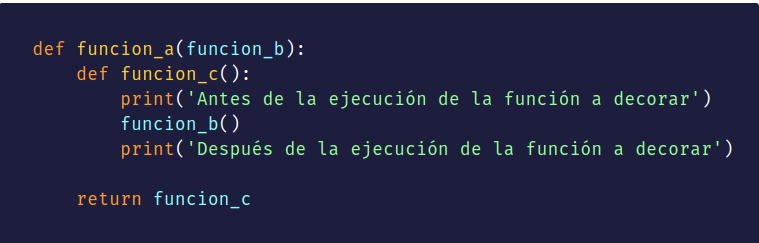 def funcion_a(funcion_b):
    def funcion_c():
        print('Antes de la ejecución de la función a decorar')
        funcion_b()
        print('Después de la ejecución de la función a decorar')
    return funcion_c